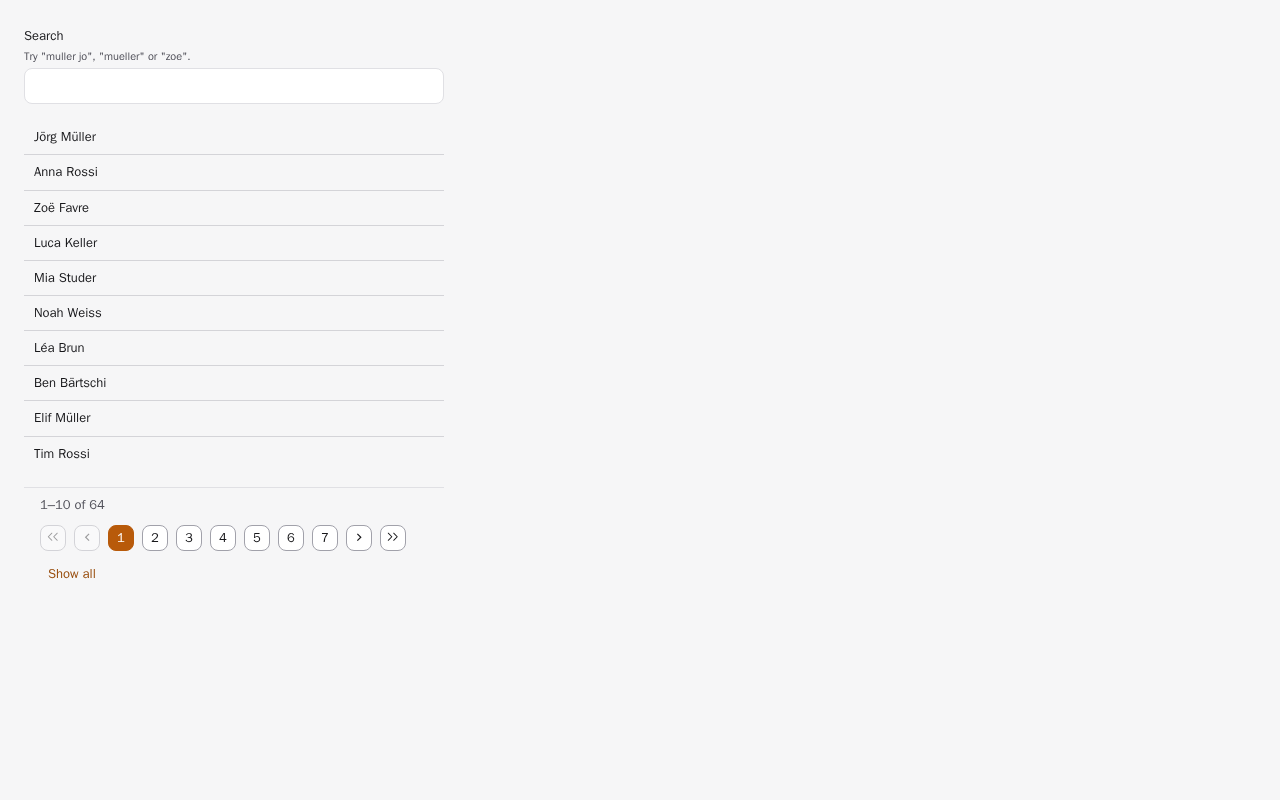 Search
Try "muller jo", "mueller" or "zoe".
Jörg Müller
Anna Rossi
Zoë Favre
Luca Keller
Mia Studer
Noah Weiss
Léa Brun
Ben Bärtschi
Elif Müller
Tim Rossi
1–10 of 64
1 2 3 4 5 6 7
Show all